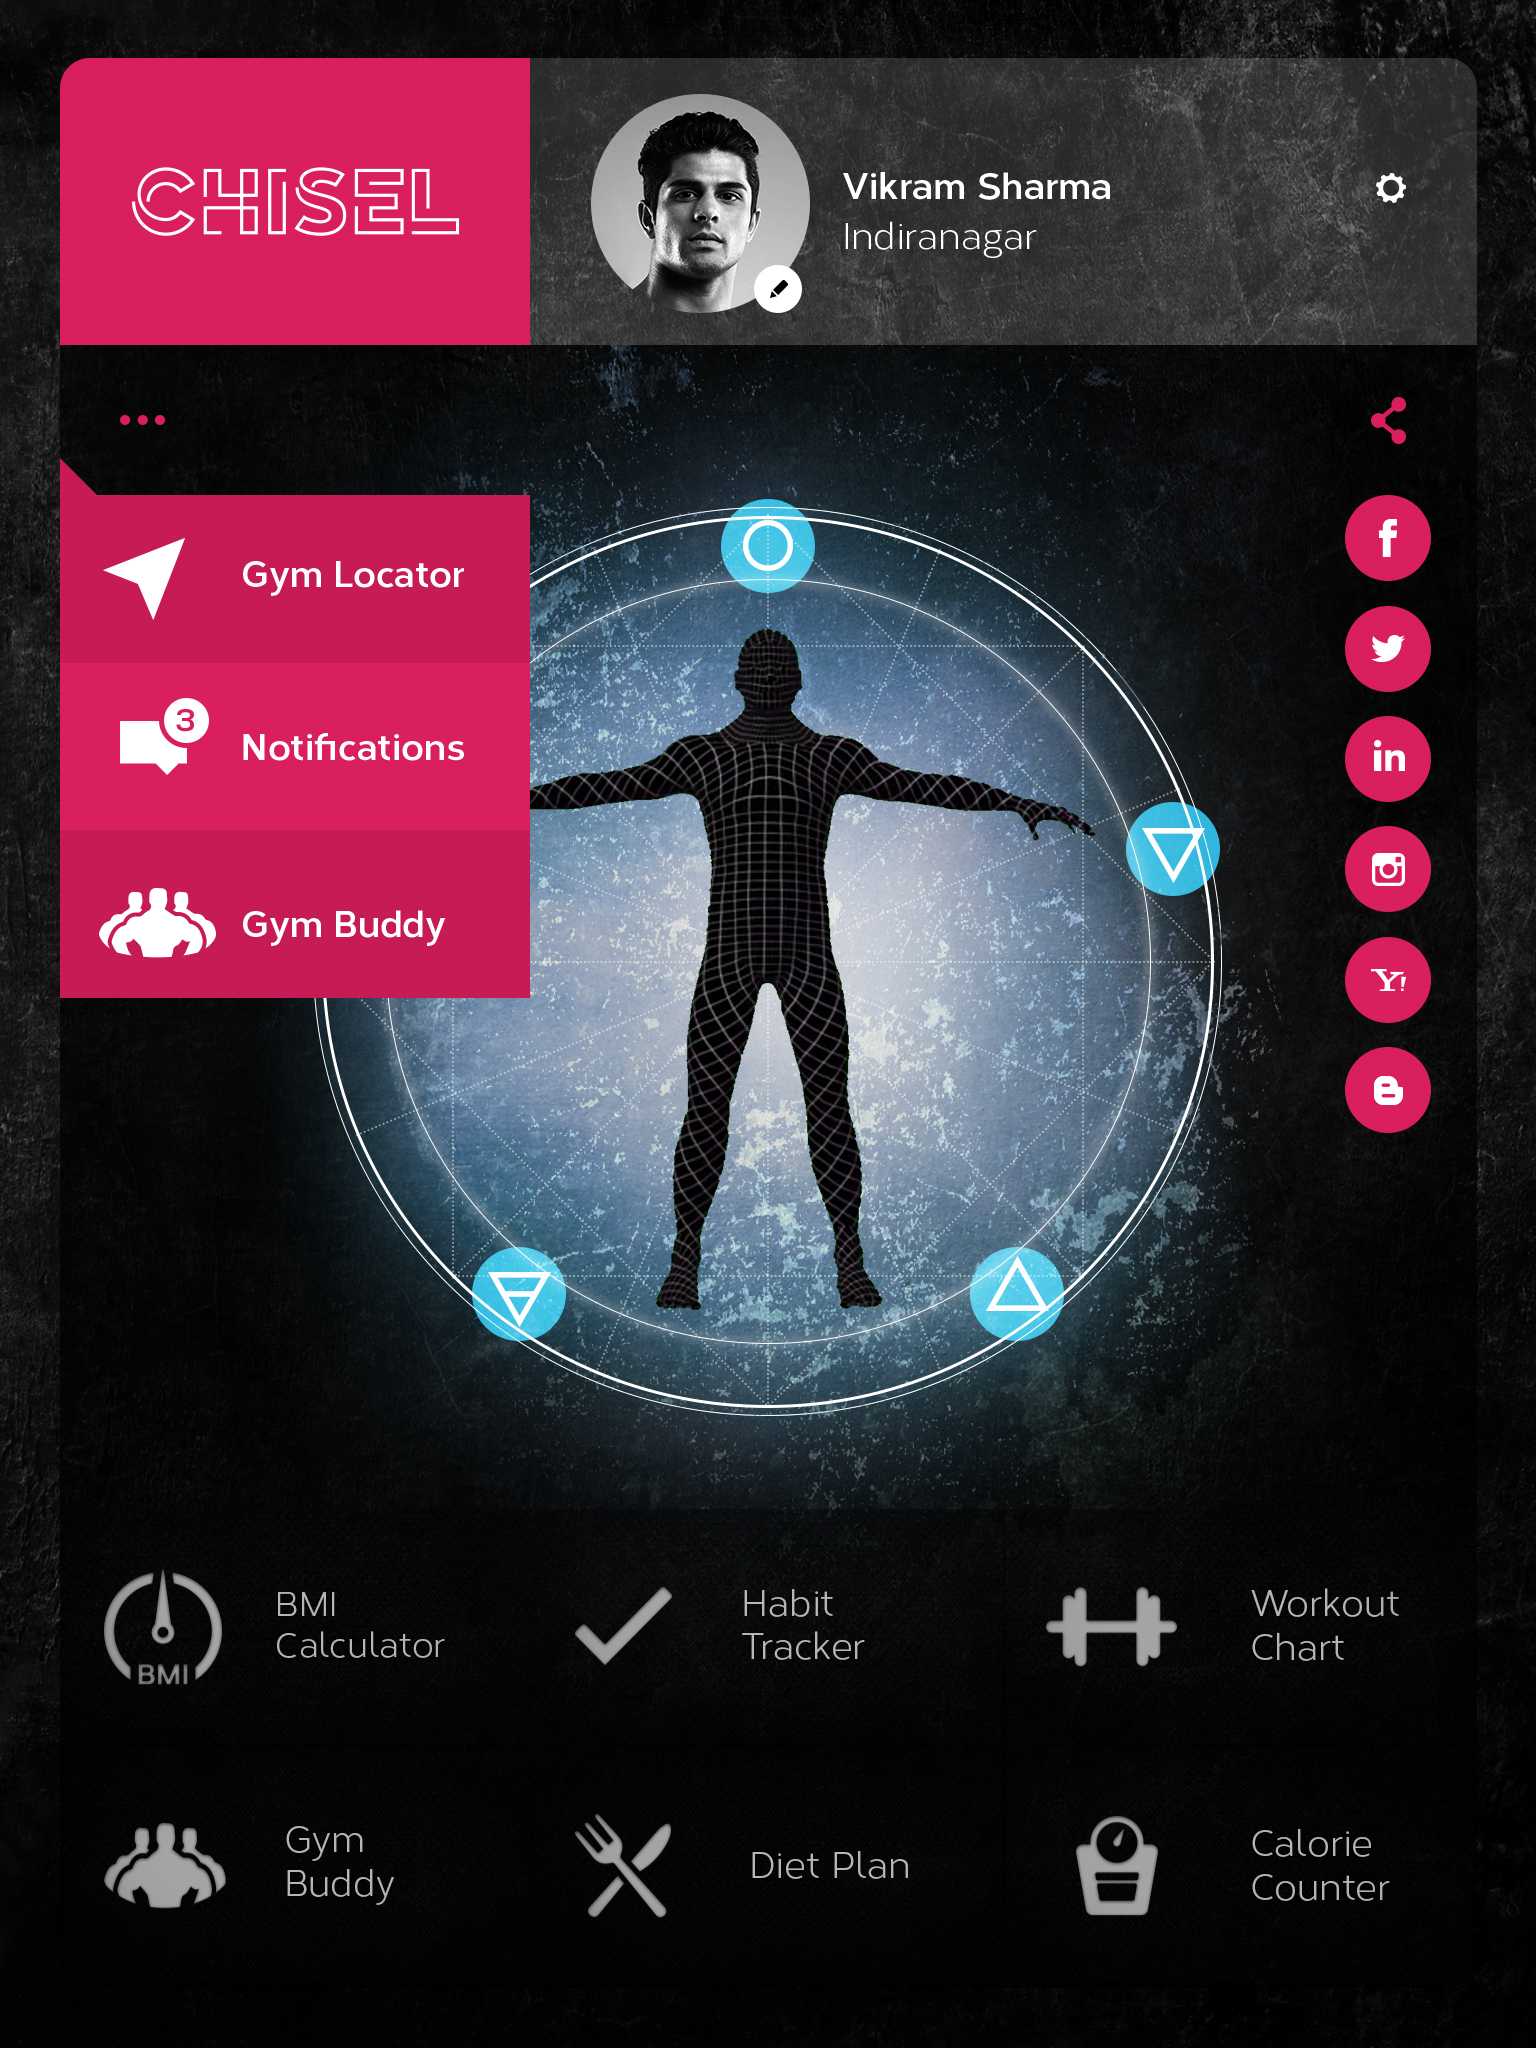 CHISEL
Vikram Sharma
Indiranagar
Gym Locator
3
Notifications
Gym Buddy
f
in
Y!
B
BMI
BMI
Calculator
Habit
Tracker
Workout
Chart
Gym
Buddy
Diet Plan
Calorie
Counter